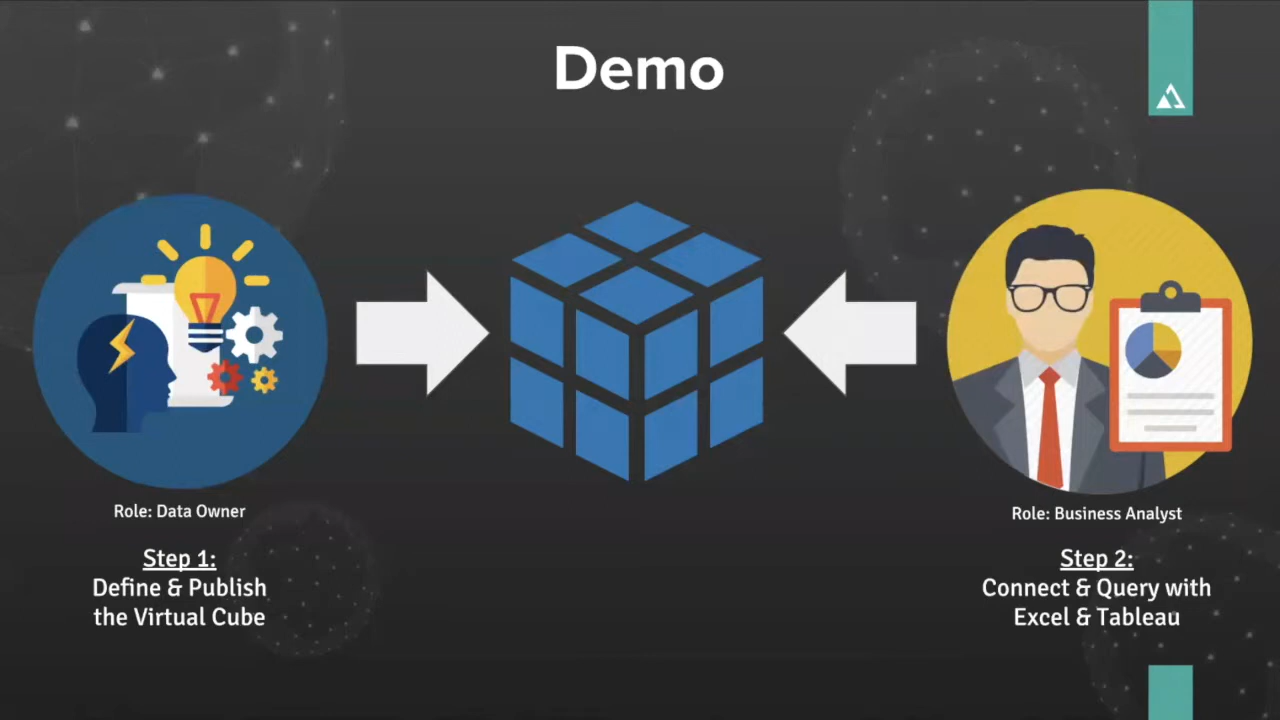 Demo
Role: Data Owner
Step 1:
Define & Publish
the Virtual Cube
Role: Business Analyst
Step 2:
Connect & Query with
Excel & Tableau